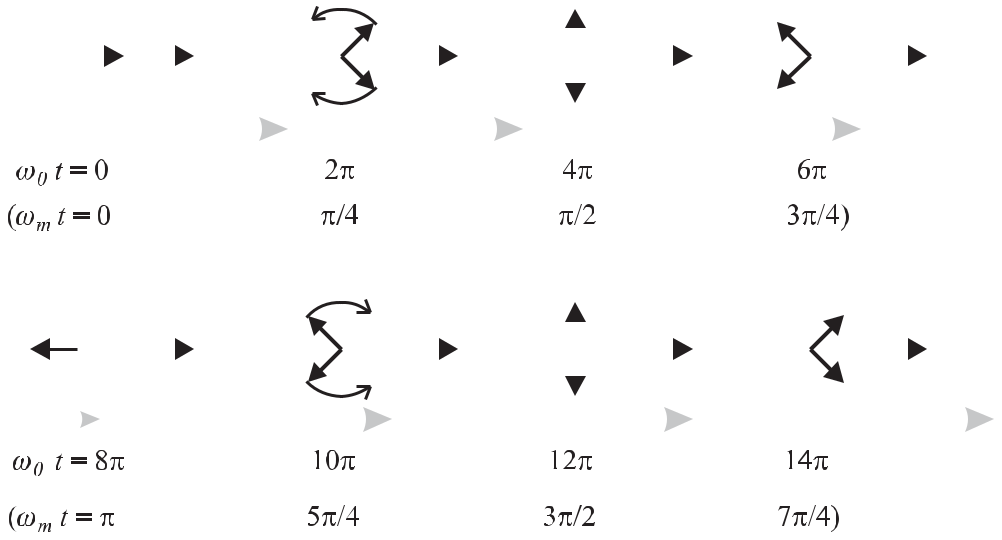 ω₀ t = 0 2π 4π 6π
(ωₘ t = 0 π/4 π/2 3π/4)
ω₀ t = 8π 10π 12π 14π
(ωₘ t = π 5π/4 3π/2 7π/4)